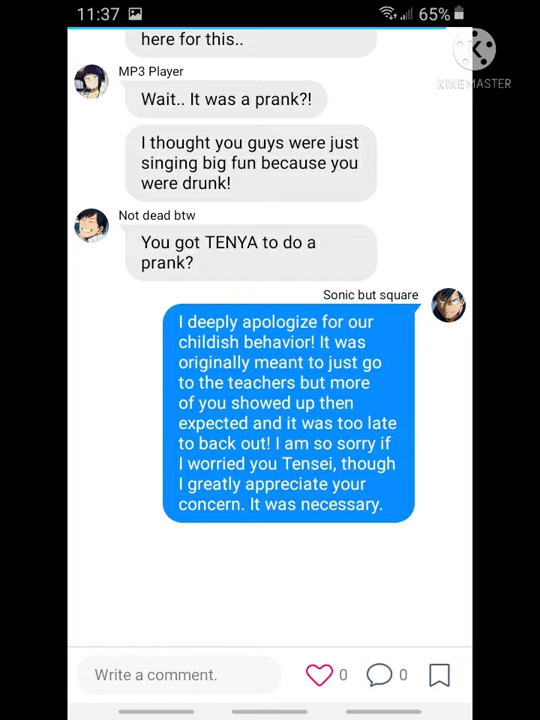 11:37
65%
here for this..
KINEMASTER
MP3 Player
Wait.. It was a prank?!
I thought you guys were just
singing big fun because you
were drunk!
Not dead btw
You got TENYA to do a
prank?
Sonic but square
I deeply apologize for our
childish behavior! It was
originally meant to just go
to the teachers but more
of you showed up then
expected and it was too late
to back out! I am so sorry if
I worried you Tensei, though
I greatly appreciate your
concern. It was necessary.
Write a comment.
0
0